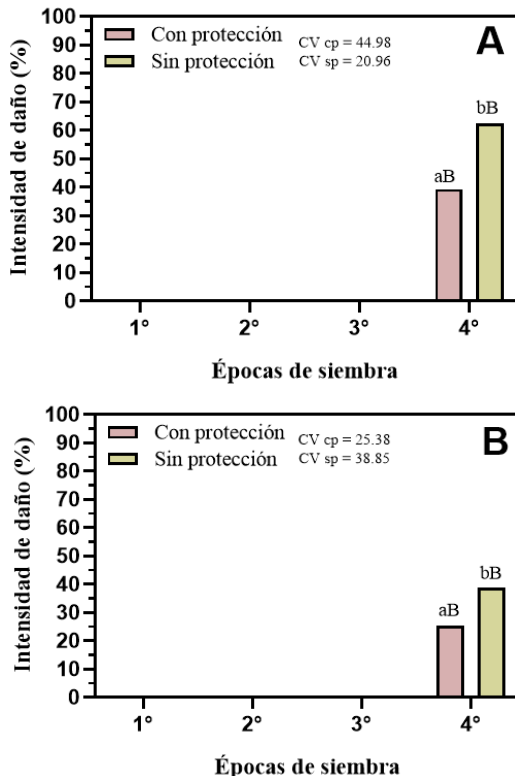 100
90
80
70
60
50
40
30
20
10
0
Intensidad de daño (%)
Con protección
Sin protección
CV cp = 44.98
CV sp = 20.96
A
aB
bB
1° 2° 3° 4°
Épocas de siembra
100
90
80
70
60
50
40
30
20
10
0
Intensidad de daño (%)
Con protección
Sin protección
CV cp = 25.38
CV sp = 38.85
B
aB
bB
1° 2° 3° 4°
Épocas de siembra